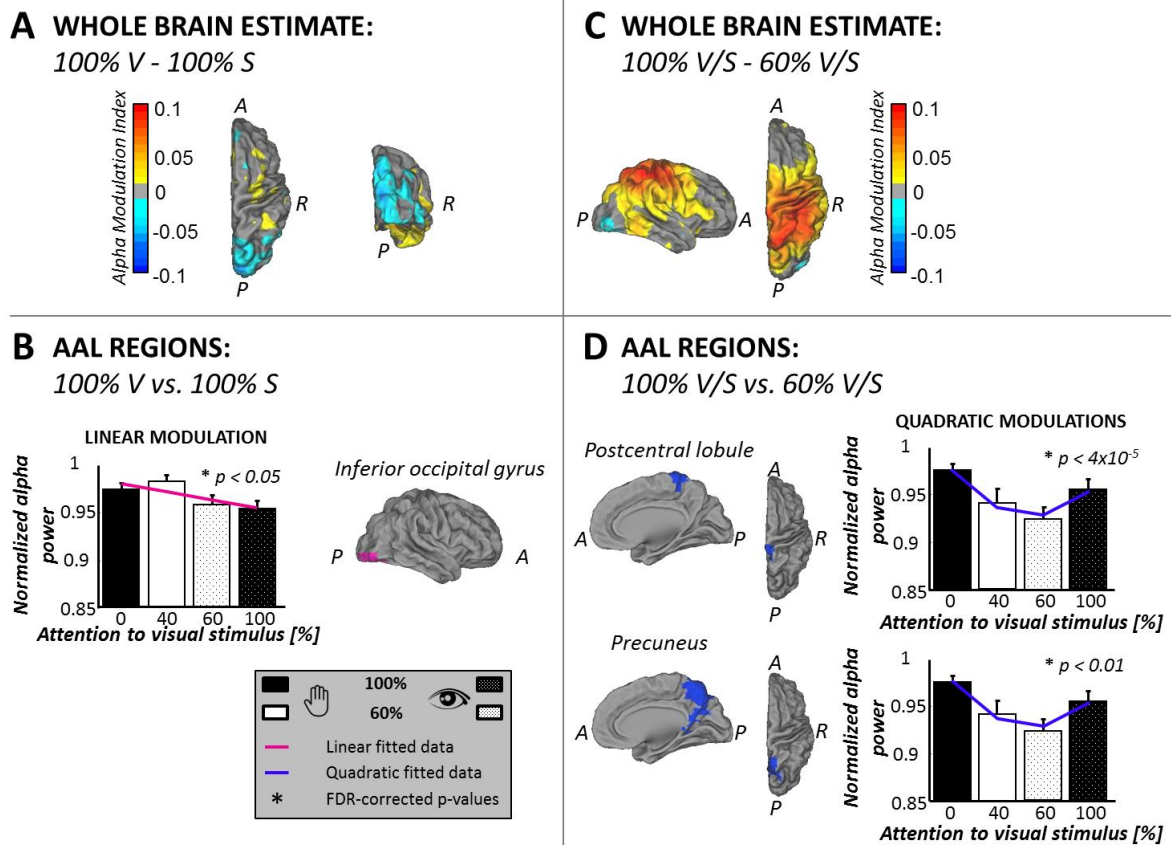 A WHOLE BRAIN ESTIMATE:
100% V - 100% S
Alpha Modulation Index
0.1
0.05
0
-0.05
-0.1
A
R
P
R
P
C WHOLE BRAIN ESTIMATE:
100% V/S - 60% V/S
P
A
A
R
P
Alpha Modulation Index
0.1
0.05
0
-0.05
-0.1
B AAL REGIONS:
100% V vs. 100% S
LINEAR MODULATION
Normalized alpha
power
1
0.95
0.9
0.85
* p < 0.05
0 40 60 100
Attention to visual stimulus [%]
Inferior occipital gyrus
P
A
100%
60%
Linear fitted data
Quadratic fitted data
* FDR-corrected p-values
D AAL REGIONS:
100% V/S vs. 60% V/S
QUADRATIC MODULATIONS
Postcentral lobule
A
P
A
R
P
Normalized alpha
power
1
0.95
0.9
0.85
* p < 4x10-5
0 40 60 100
Attention to visual stimulus [%]
Precuneus
A
P
A
R
P
Normalized alpha
power
1
0.95
0.9
0.85
* p < 0.01
0 40 60 100
Attention to visual stimulus [%]